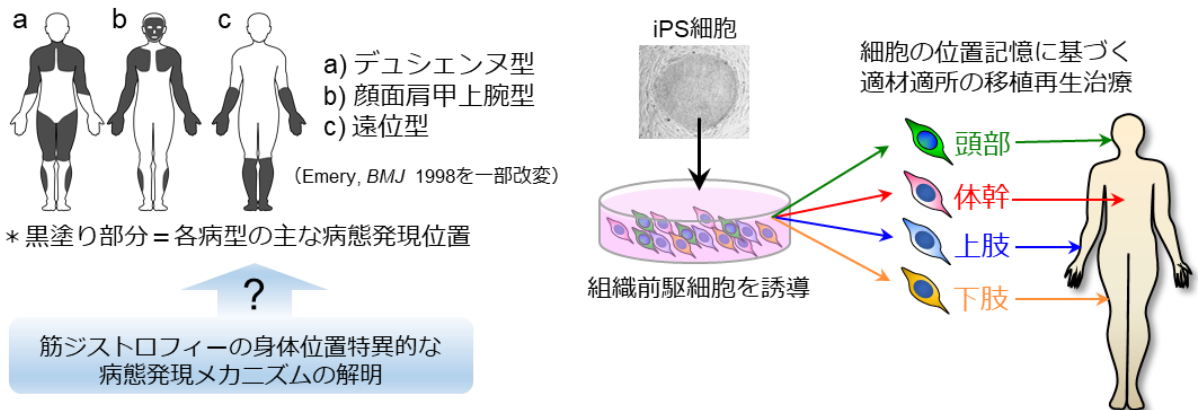 a
b
c
a) デュシェンヌ型
b) 顔面肩甲上腕型
c) 遠位型
（Emery, BMJ 1998を一部改変）
＊黒塗り部分＝各病型の主な病態発現位置
?
筋ジストロフィーの身体位置特異的な
病態発現メカニズムの解明
iPS細胞
組織前駆細胞を誘導
細胞の位置記憶に基づく
適材適所の移植再生治療
頭部
体幹
上肢
下肢